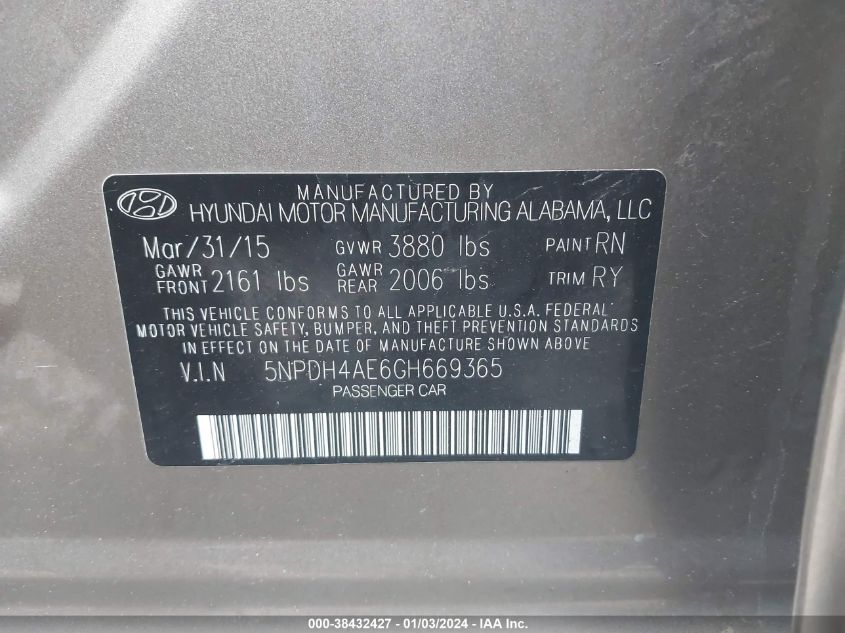 MANUFACTURED BY
HYUNDAI MOTOR MANUFACTURING ALABAMA, LLC
Mar/31/15 GVWR 3880 lbs PAINT RN
GAWR FRONT 2161 lbs GAWR REAR 2006 lbs TRIM RY
THIS VEHICLE CONFORMS TO ALL APPLICABLE U.S.A. FEDERAL
MOTOR VEHICLE SAFETY, BUMPER, AND THEFT PREVENTION STANDARDS
IN EFFECT ON THE DATE OF MANUFACTURE SHOWN ABOVE
V.I.N 5NPDH4AE6GH669365
PASSENGER CAR
000-38432427 - 01/03/2024 - IAA Inc.